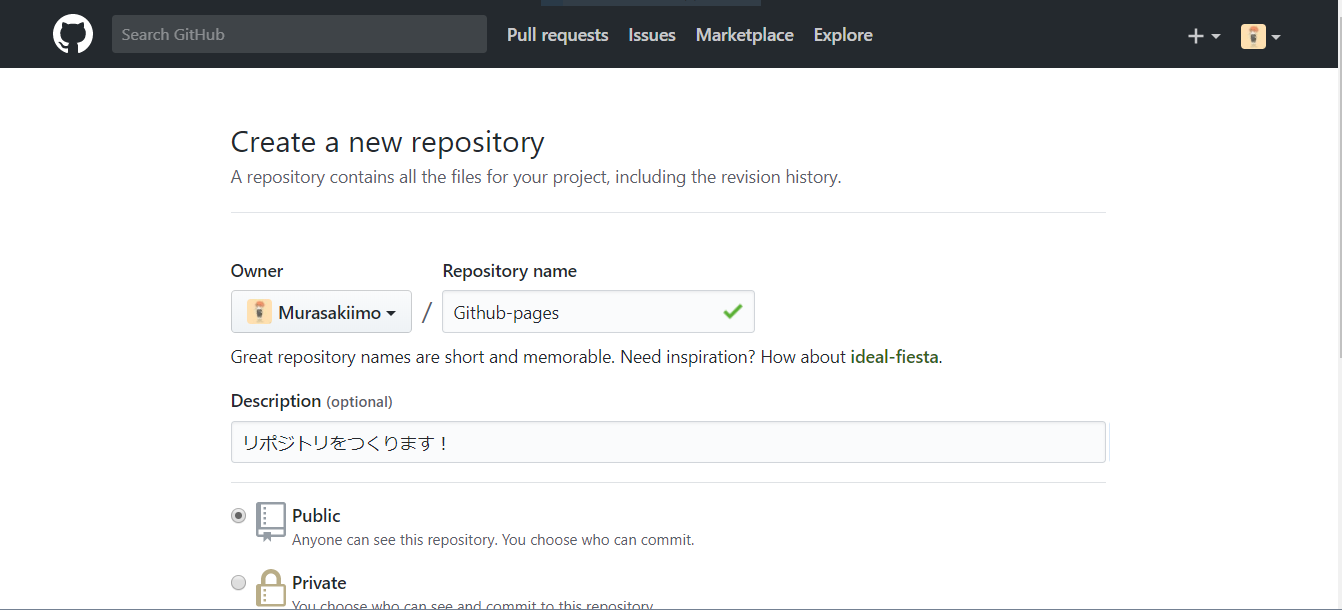 Search GitHub Pull requests Issues Marketplace Explore
Create a new repository
A repository contains all the files for your project, including the revision history.
Owner Repository name
Murasakiimo / Github-pages
Great repository names are short and memorable. Need inspiration? How about ideal-fiesta.
Description (optional)
リポジトリをつくります！
Public
Anyone can see this repository. You choose who can commit.
Private
You choose who can see and commit to this repository.